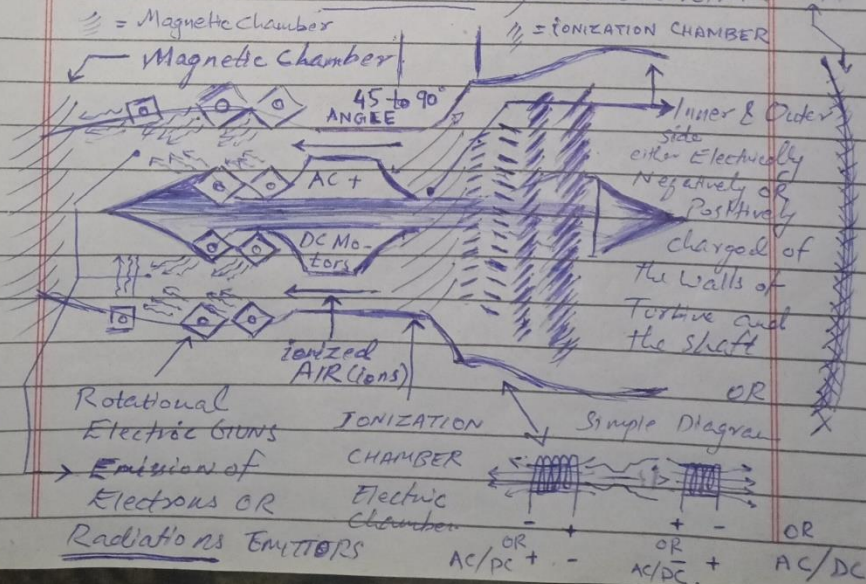 = Magnetic Chamber
= IONIZATION CHAMBER
Magnetic Chamber
45 to 90°
ANGLE
AC +
DC Mo-
tors
Inner & Outer
side
either Electrically
Negatively OR
Positively
charged of
the walls of
Turbine and
the shaft
OR
ionized
AIR (ions)
Rotational
Electric GUNS
Emission of
Electrons OR
Radiations EMITTORS
IONIZATION
CHAMBER
Electric
Chamber
Simple Diagram
- +
OR
AC/DC + -
+ -
OR
AC/DC - +
OR
AC/DC